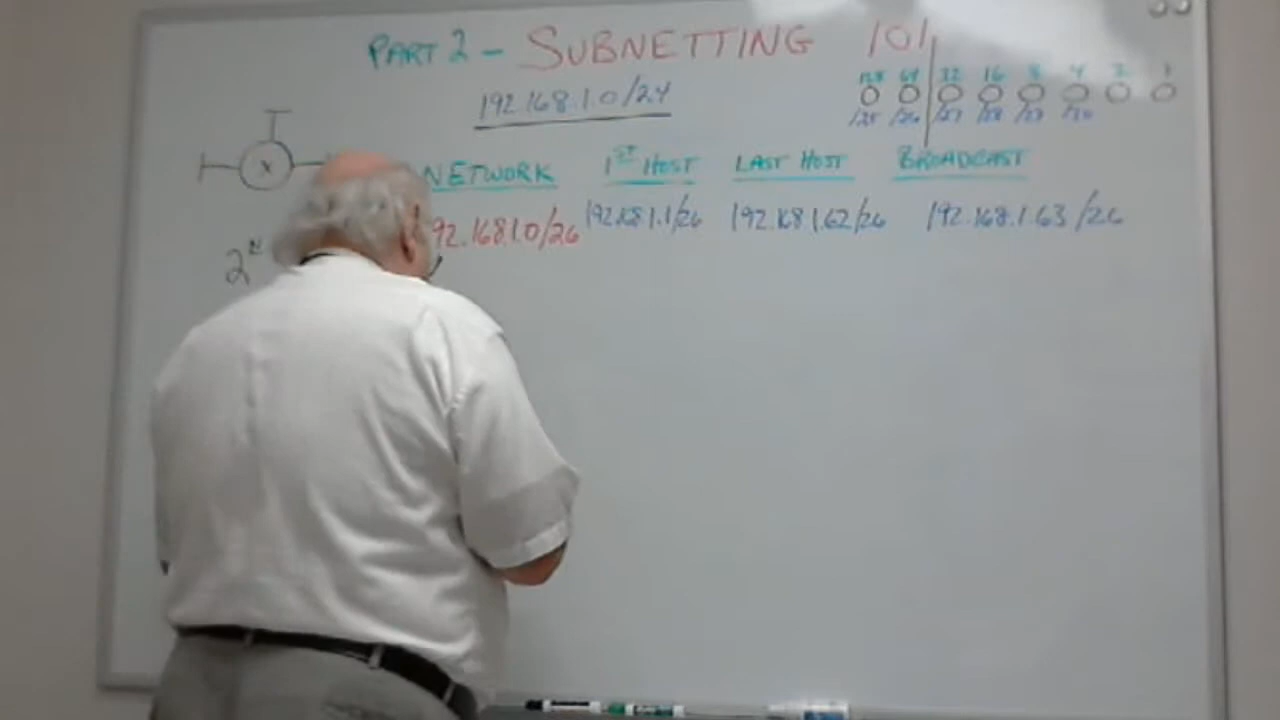 PART 2 - SUBNETTING 101
192.168.1.0/24
128 64 32 16 8 4 2 1
/25 /26 /27 /28 /29 /30
X
NETWORK 1ST HOST LAST HOST BROADCAST
92.168.1.0/26 192.168.1.1/26 192.168.1.62/26 192.168.1.63/26
2N